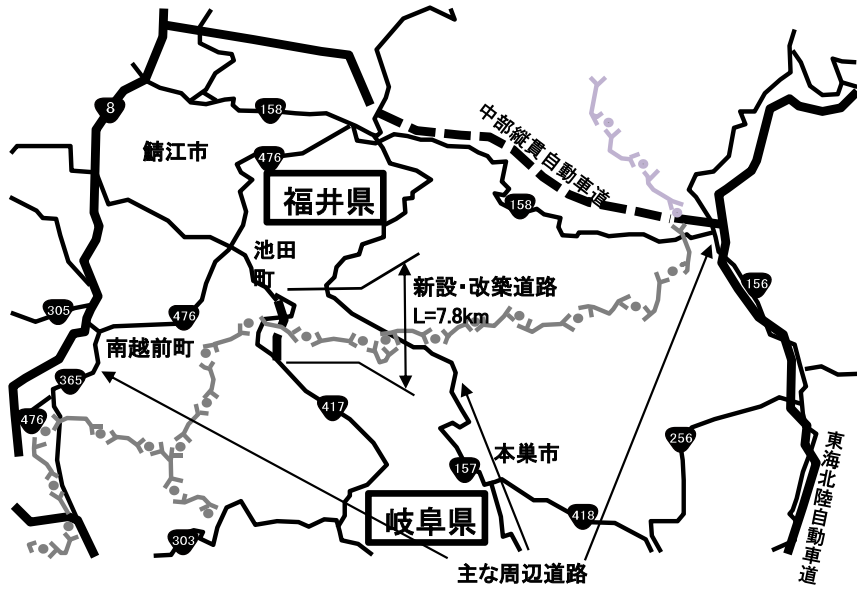 8
158
鯖江市
476
福井県
中部縦貫自動車道
158
池田
町
新設・改築道路
L=7.8km
156
305
476
南越前町
365
476
417
256
本巣市
157
東海北陸自動車道
岐阜県
418
303
主な周辺道路